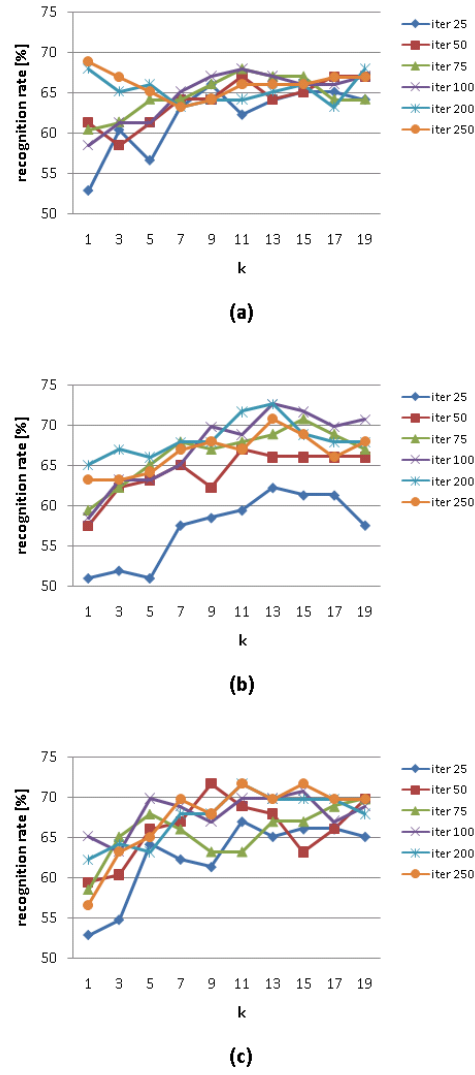 75
70
65
60
55
50
recognition rate [%]
1 3 5 7 9 11 13 15 17 19
k
iter 25
iter 50
iter 75
iter 100
iter 200
iter 250
(a)
75
70
65
60
55
50
recognition rate [%]
1 3 5 7 9 11 13 15 17 19
k
iter 25
iter 50
iter 75
iter 100
iter 200
iter 250
(b)
75
70
65
60
55
50
recognition rate [%]
1 3 5 7 9 11 13 15 17 19
k
iter 25
iter 50
iter 75
iter 100
iter 200
iter 250
(c)